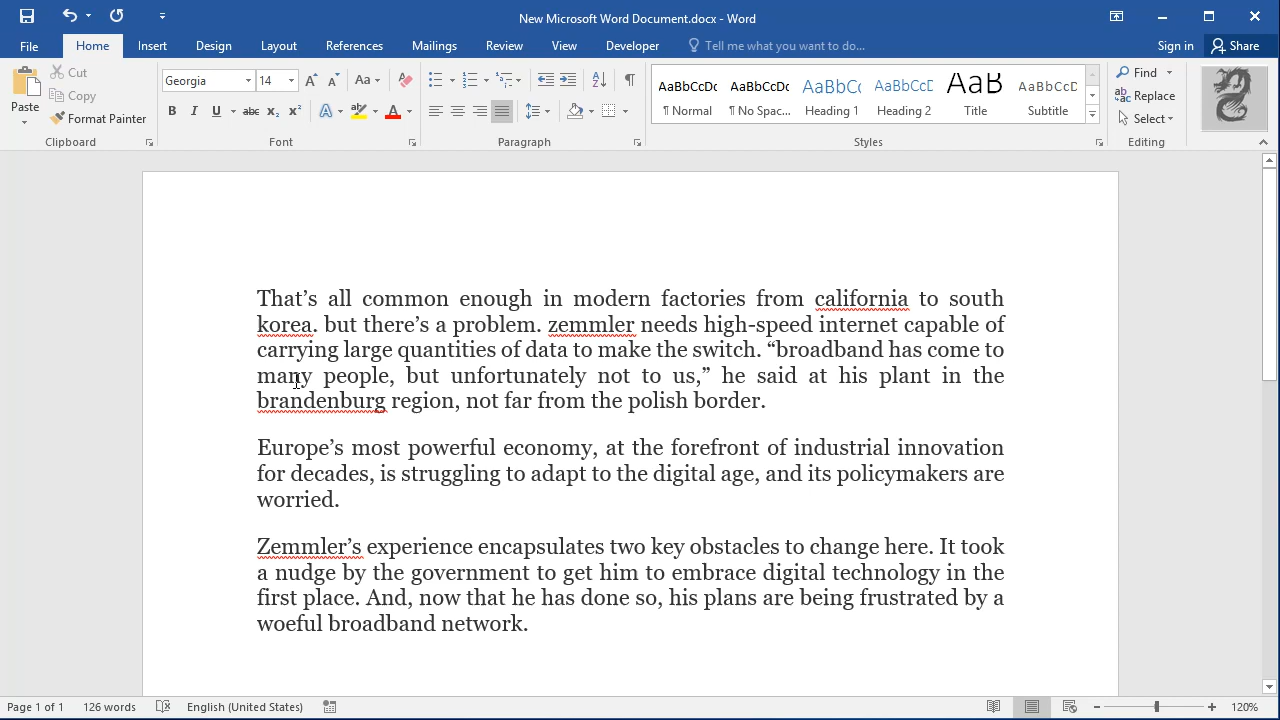 New Microsoft Word Document.docx - Word
File Home Insert Design Layout References Mailings Review View Developer Tell me what you want to do... Sign in Share
Paste
Cut
Copy
Format Painter
Clipboard
Georgia 14 Aa
B I U abc x₂ x² A A
Font
Paragraph
AaBbCcDc AaBbCcDc AaBbCc AaBbCcD AaB AaBbCcD
¶ Normal ¶ No Spac... Heading 1 Heading 2 Title Subtitle
Styles
Find
Replace
Select
Editing
That’s all common enough in modern factories from california to south
korea. but there’s a problem. zemmler needs high-speed internet capable of
carrying large quantities of data to make the switch. “broadband has come to
many people, but unfortunately not to us,” he said at his plant in the
brandenburg region, not far from the polish border.
Europe’s most powerful economy, at the forefront of industrial innovation
for decades, is struggling to adapt to the digital age, and its policymakers are
worried.
Zemmler’s experience encapsulates two key obstacles to change here. It took
a nudge by the government to get him to embrace digital technology in the
first place. And, now that he has done so, his plans are being frustrated by a
woeful broadband network.
Page 1 of 1 126 words English (United States) 120%